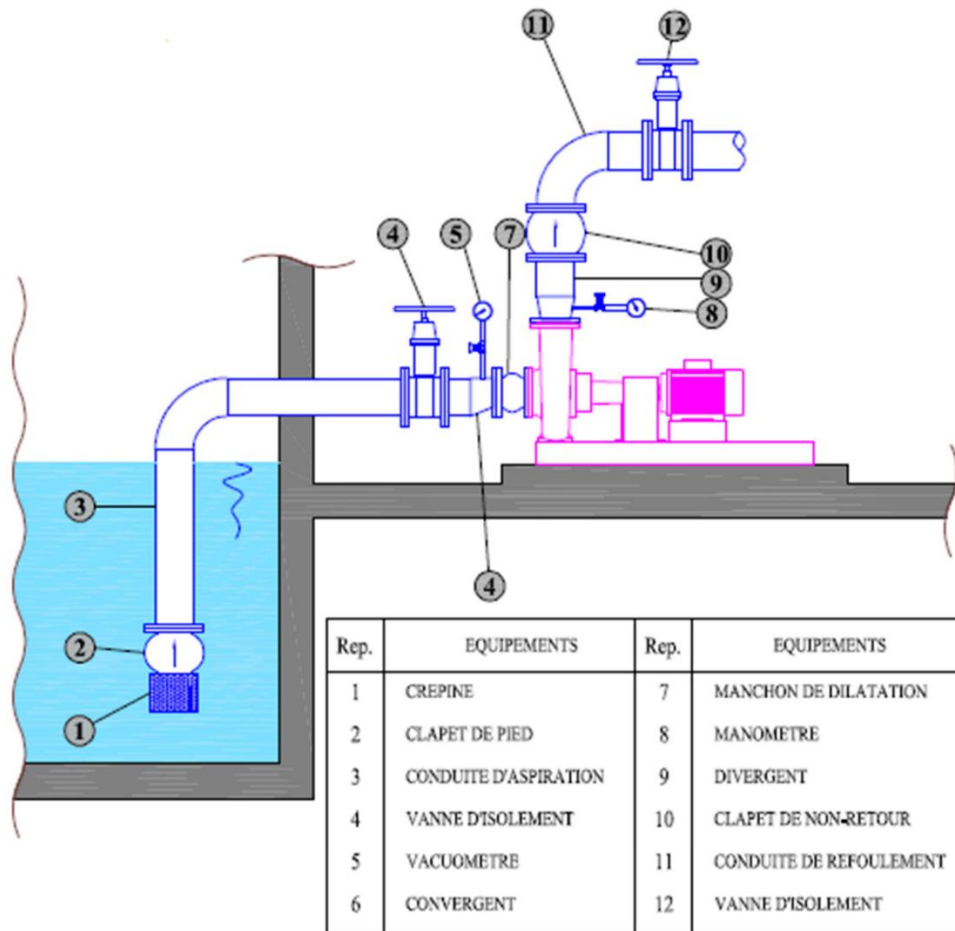 11
12
4
5
7
10
9
8
3
4
2
1
Rep. EQUIPEMENTS Rep. EQUIPEMENTS
1 CREPINE 7 MANCHON DE DILATATION
2 CLAPET DE PIED 8 MANOMETRE
3 CONDUITE D'ASPIRATION 9 DIVERGENT
4 VANNE D'ISOLEMENT 10 CLAPET DE NON-RETOUR
5 VACUOMETRE 11 CONDUITE DE REFOULEMENT
6 CONVERGENT 12 VANNE D'ISOLEMENT